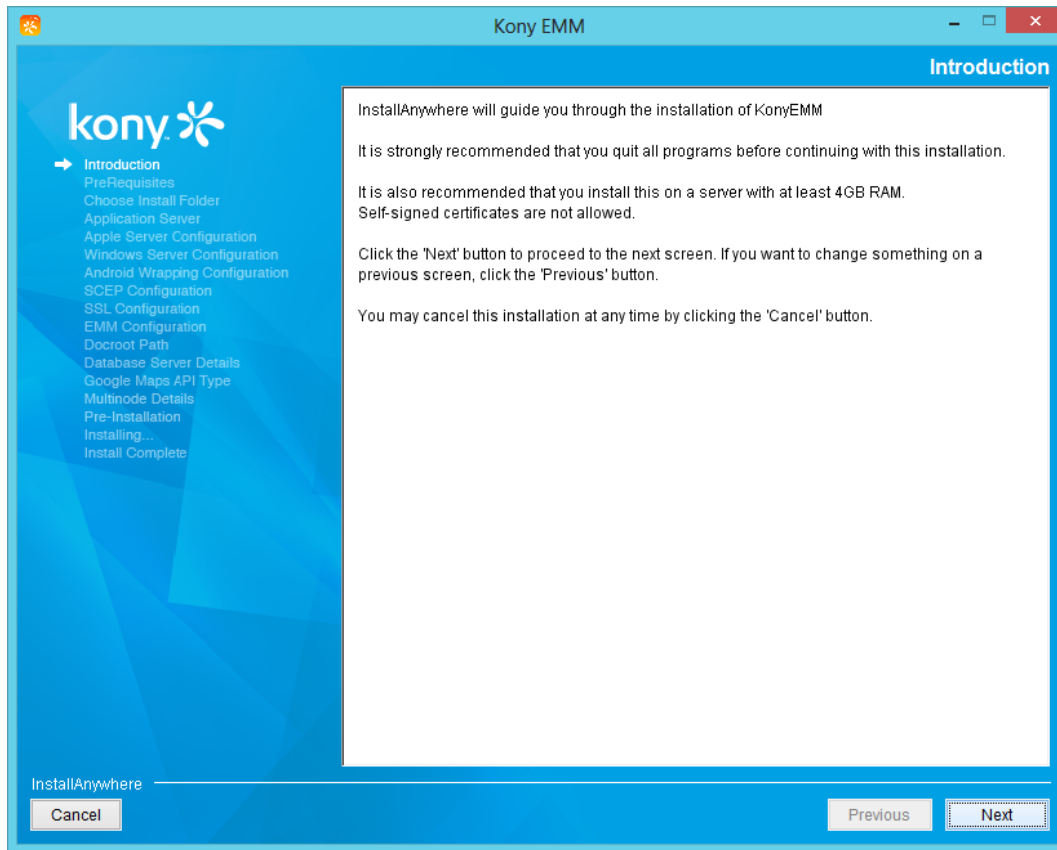 Kony EMM
Introduction
kony
Introduction
PreRequisites
Choose Install Folder
Application Server
Apple Server Configuration
Windows Server Configuration
Android Wrapping Configuration
SCEP Configuration
SSL Configuration
EMM Configuration
Docroot Path
Database Server Details
Google Maps API Type
Multinode Details
Pre-Installation
Installing...
Install Complete
InstallAnywhere will guide you through the installation of KonyEMM
It is strongly recommended that you quit all programs before continuing with this installation.
It is also recommended that you install this on a server with at least 4GB RAM.
Self-signed certificates are not allowed.
Click the 'Next' button to proceed to the next screen. If you want to change something on a
previous screen, click the 'Previous' button.
You may cancel this installation at any time by clicking the 'Cancel' button.
InstallAnywhere
Cancel
Previous
Next